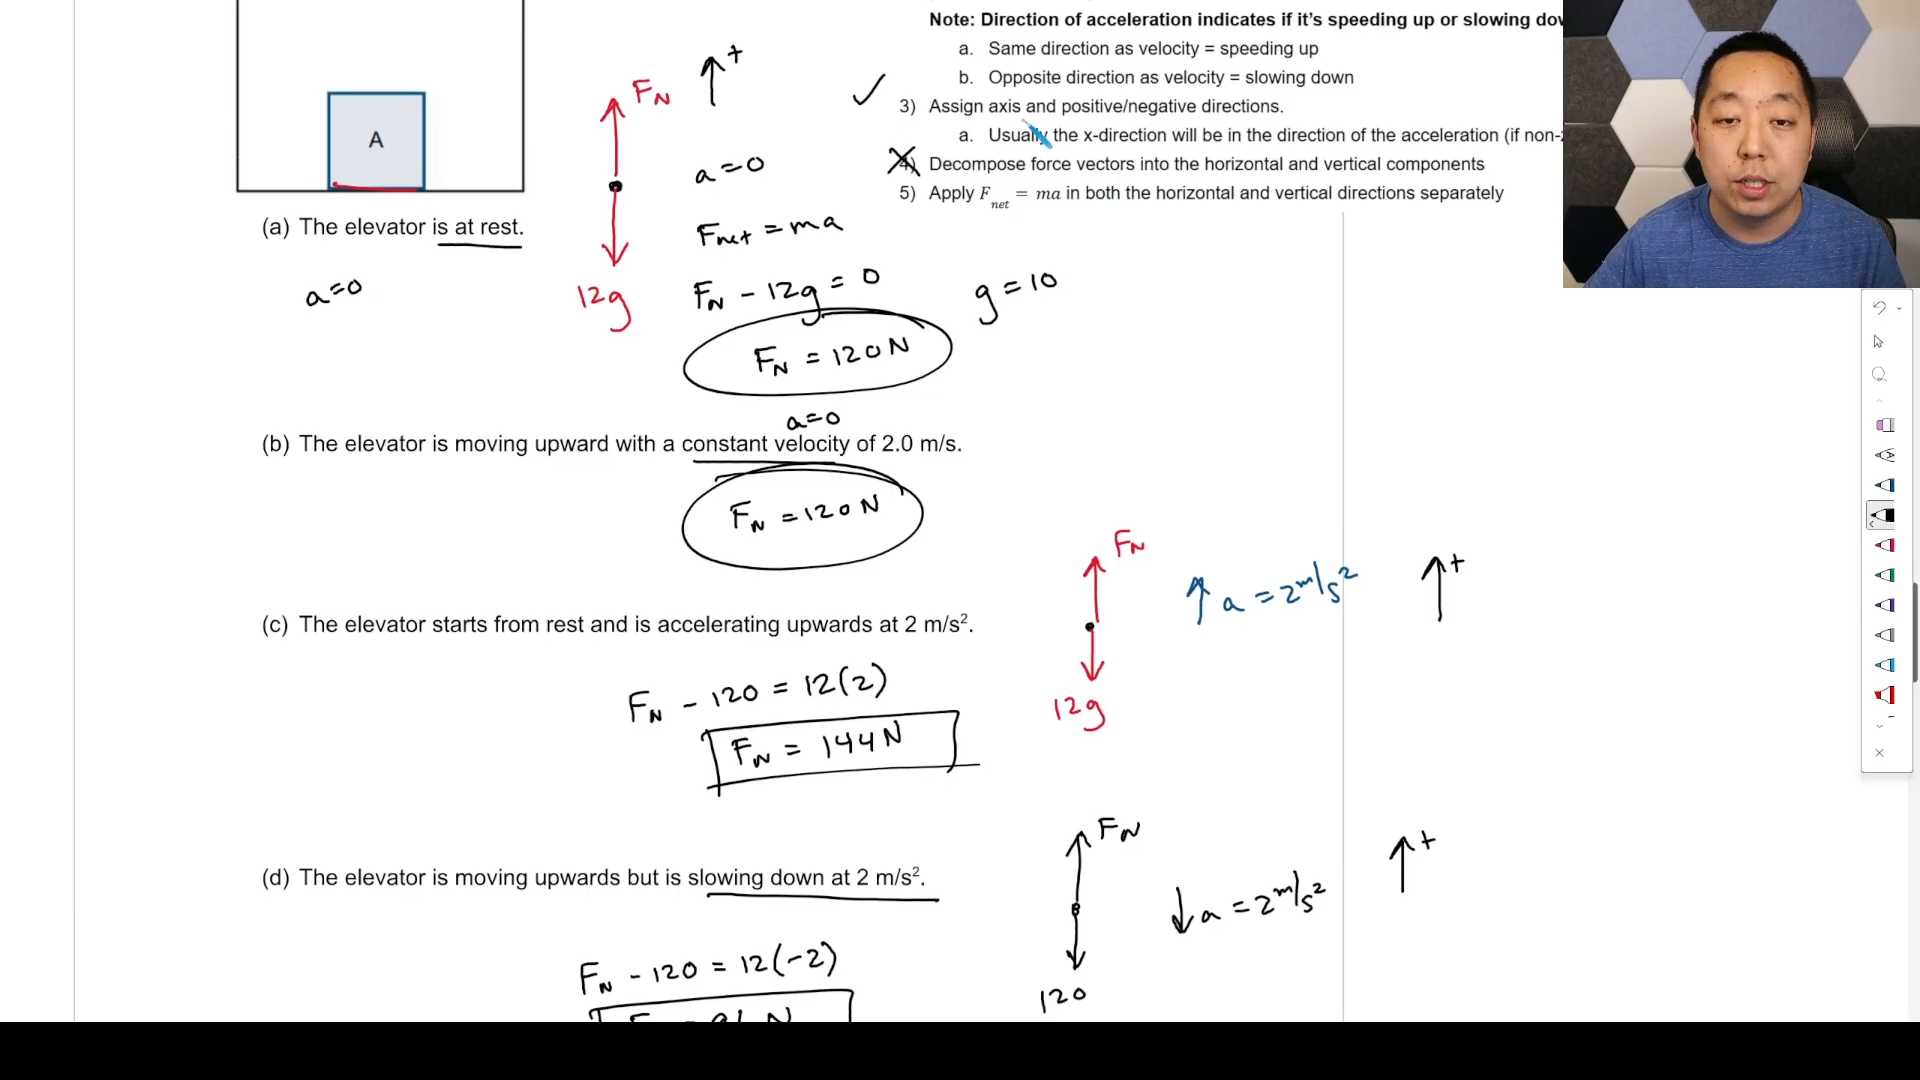 Note: Direction of acceleration indicates if it's speeding up or slowing
a. Same direction as velocity = speeding up
b. Opposite direction as velocity = slowing down
3) Assign axis and positive/negative directions.
a. Usually the x-direction will be in the direction of the acceleration (if
4) Decompose force vectors into the horizontal and vertical components
5) Apply F net = ma in both the horizontal and vertical directions separately
A
FN
+
a=0
Fnet = ma
12g
FN - 12g = 0
g = 10
FN = 120N
(a) The elevator is at rest.
a=0
a=0
(b) The elevator is moving upward with a constant velocity of 2.0 m/s.
FN = 120N
(c) The elevator starts from rest and is accelerating upwards at 2 m/s².
FN
a = 2 m/s²
+
12g
FN - 120 = 12(2)
FN = 144N
(d) The elevator is moving upwards but is slowing down at 2 m/s².
FN
a = 2 m/s²
+
120
FN - 120 = 12(-2)